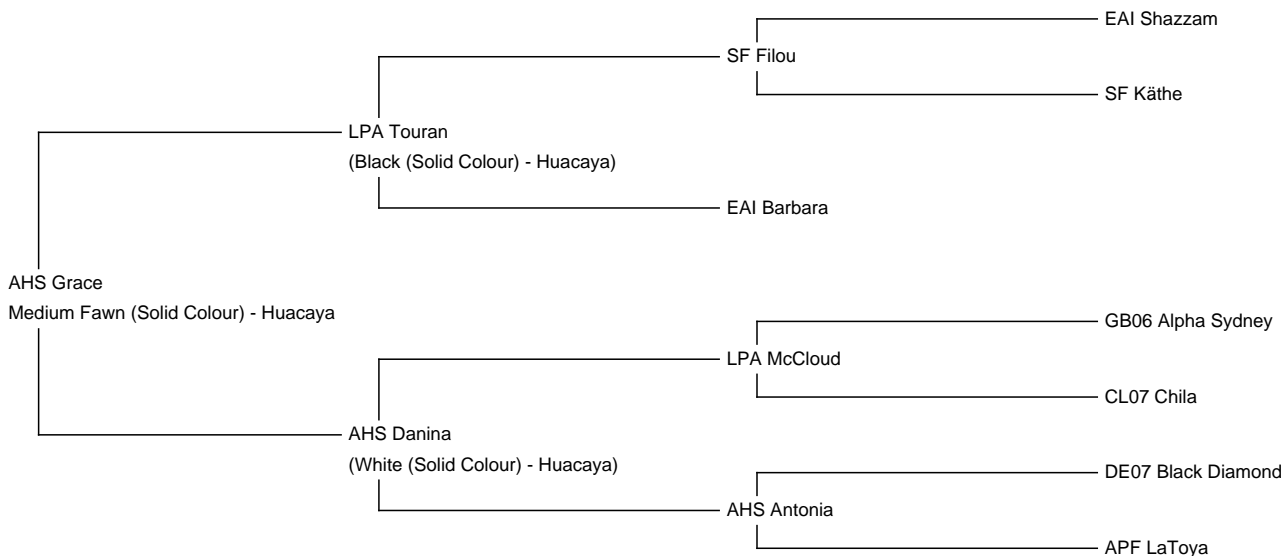 EAI Shazzam
SF Filou
SF Käthe
LPA Touran
(Black (Solid Colour) - Huacaya)
EAI Barbara
AHS Grace
Medium Fawn (Solid Colour) - Huacaya
GB06 Alpha Sydney
LPA McCloud
CL07 Chila
AHS Danina
(White (Solid Colour) - Huacaya)
DE07 Black Diamond
AHS Antonia
APF LaToya